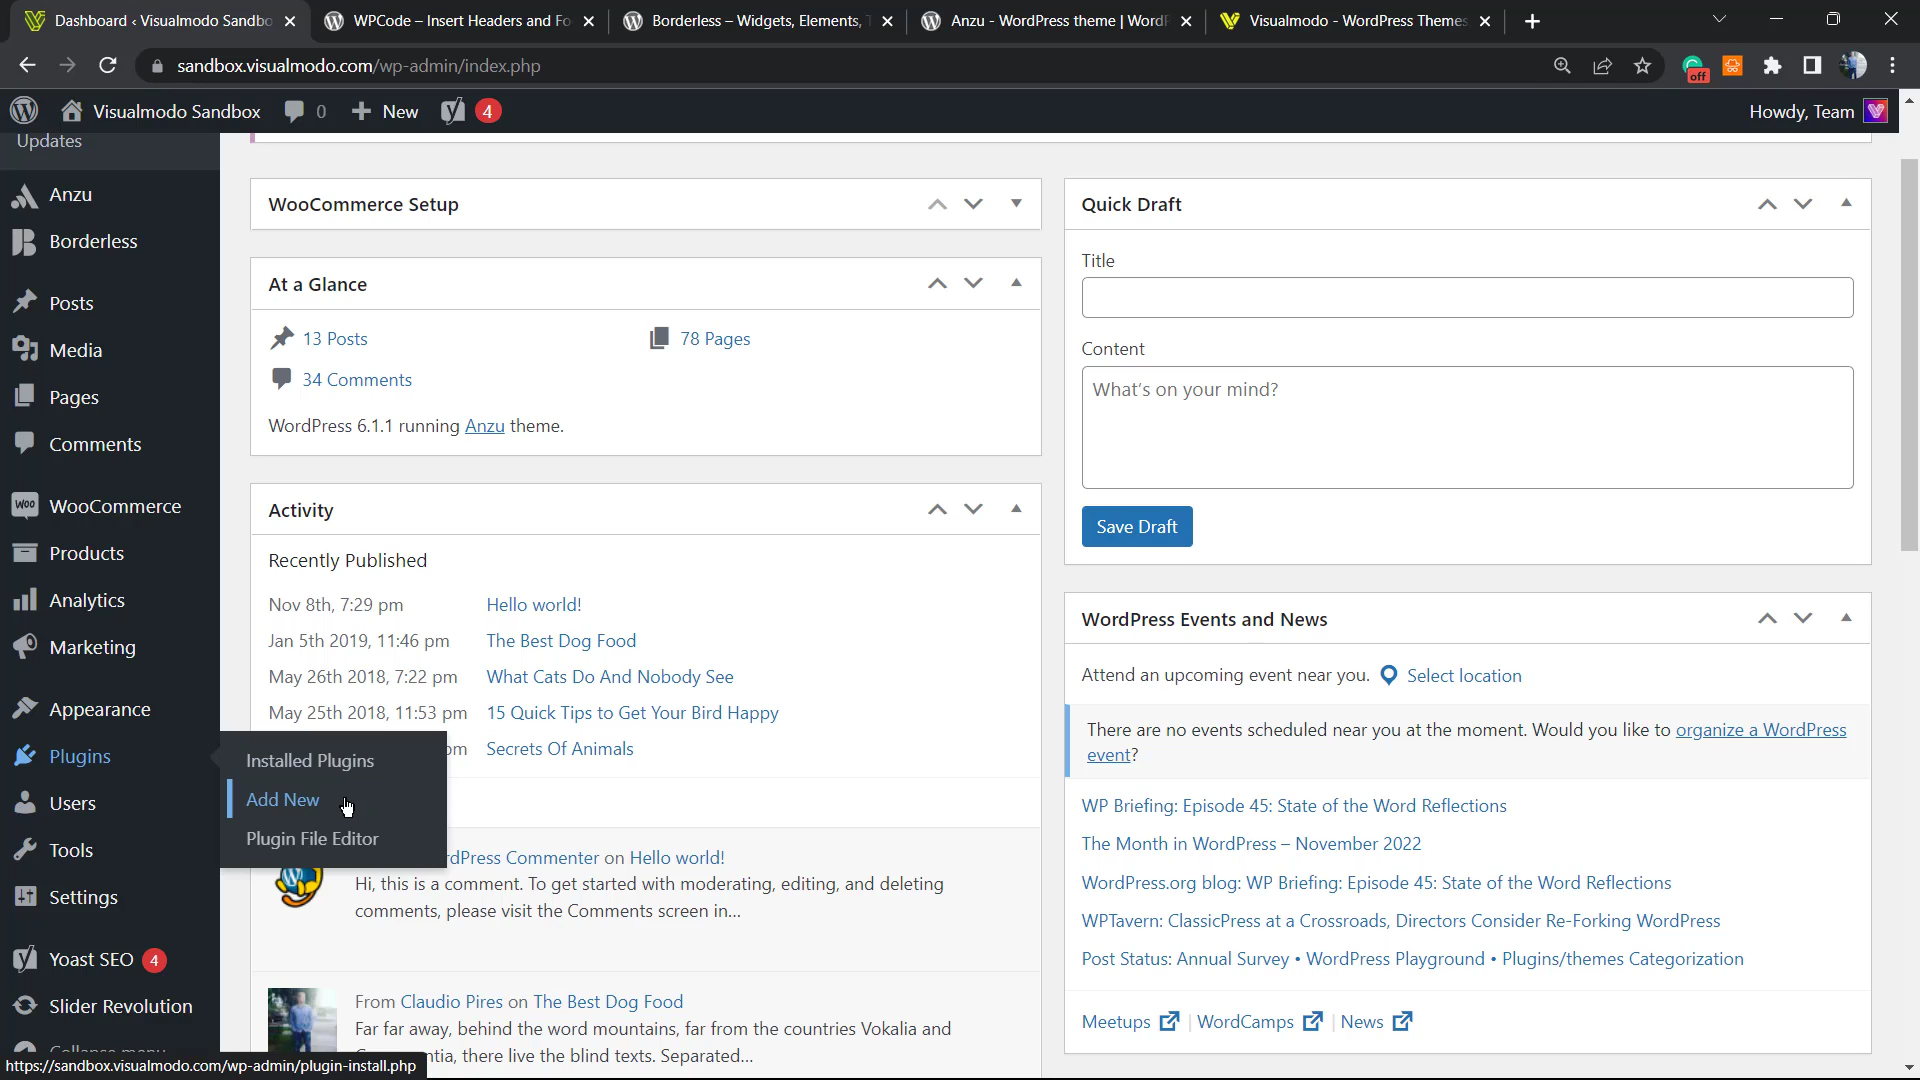 Dashboard ‹ Visualmodo Sandbo
WPCode – Insert Headers and Fo
Borderless – Widgets, Elements,
Anzu - WordPress theme | Word
Visualmodo - WordPress Themes
sandbox.visualmodo.com/wp-admin/index.php
off
Visualmodo Sandbox
0
New
4
Howdy, Team
Updates
Anzu
Borderless
Posts
Media
Pages
Comments
WooCommerce
Products
Analytics
Marketing
Appearance
Plugins
Users
Tools
Settings
Yoast SEO 4
Slider Revolution
Collapse menu
Installed Plugins
Add New
Plugin File Editor
https://sandbox.visualmodo.com/wp-admin/plugin-install.php
WooCommerce Setup
At a Glance
13 Posts
78 Pages
34 Comments
WordPress 6.1.1 running Anzu theme.
Activity
Recently Published
Nov 8th, 7:29 pm Hello world!
Jan 5th 2019, 11:46 pm The Best Dog Food
May 26th 2018, 7:22 pm What Cats Do And Nobody See
May 25th 2018, 11:53 pm 15 Quick Tips to Get Your Bird Happy
Secrets Of Animals
Commenter on Hello world!
Hi, this is a comment. To get started with moderating, editing, and deleting
comments, please visit the Comments screen in...
From Claudio Pires on The Best Dog Food
Far far away, behind the word mountains, far from the countries Vokalia and
there live the blind texts. Separated...
Quick Draft
Title
Content
What's on your mind?
Save Draft
WordPress Events and News
Attend an upcoming event near you. Select location
There are no events scheduled near you at the moment. Would you like to organize a WordPress
event?
WP Briefing: Episode 45: State of the Word Reflections
The Month in WordPress – November 2022
WordPress.org blog: WP Briefing: Episode 45: State of the Word Reflections
WPTavern: ClassicPress at a Crossroads, Directors Consider Re-Forking WordPress
Post Status: Annual Survey • WordPress Playground • Plugins/themes Categorization
Meetups | WordCamps | News